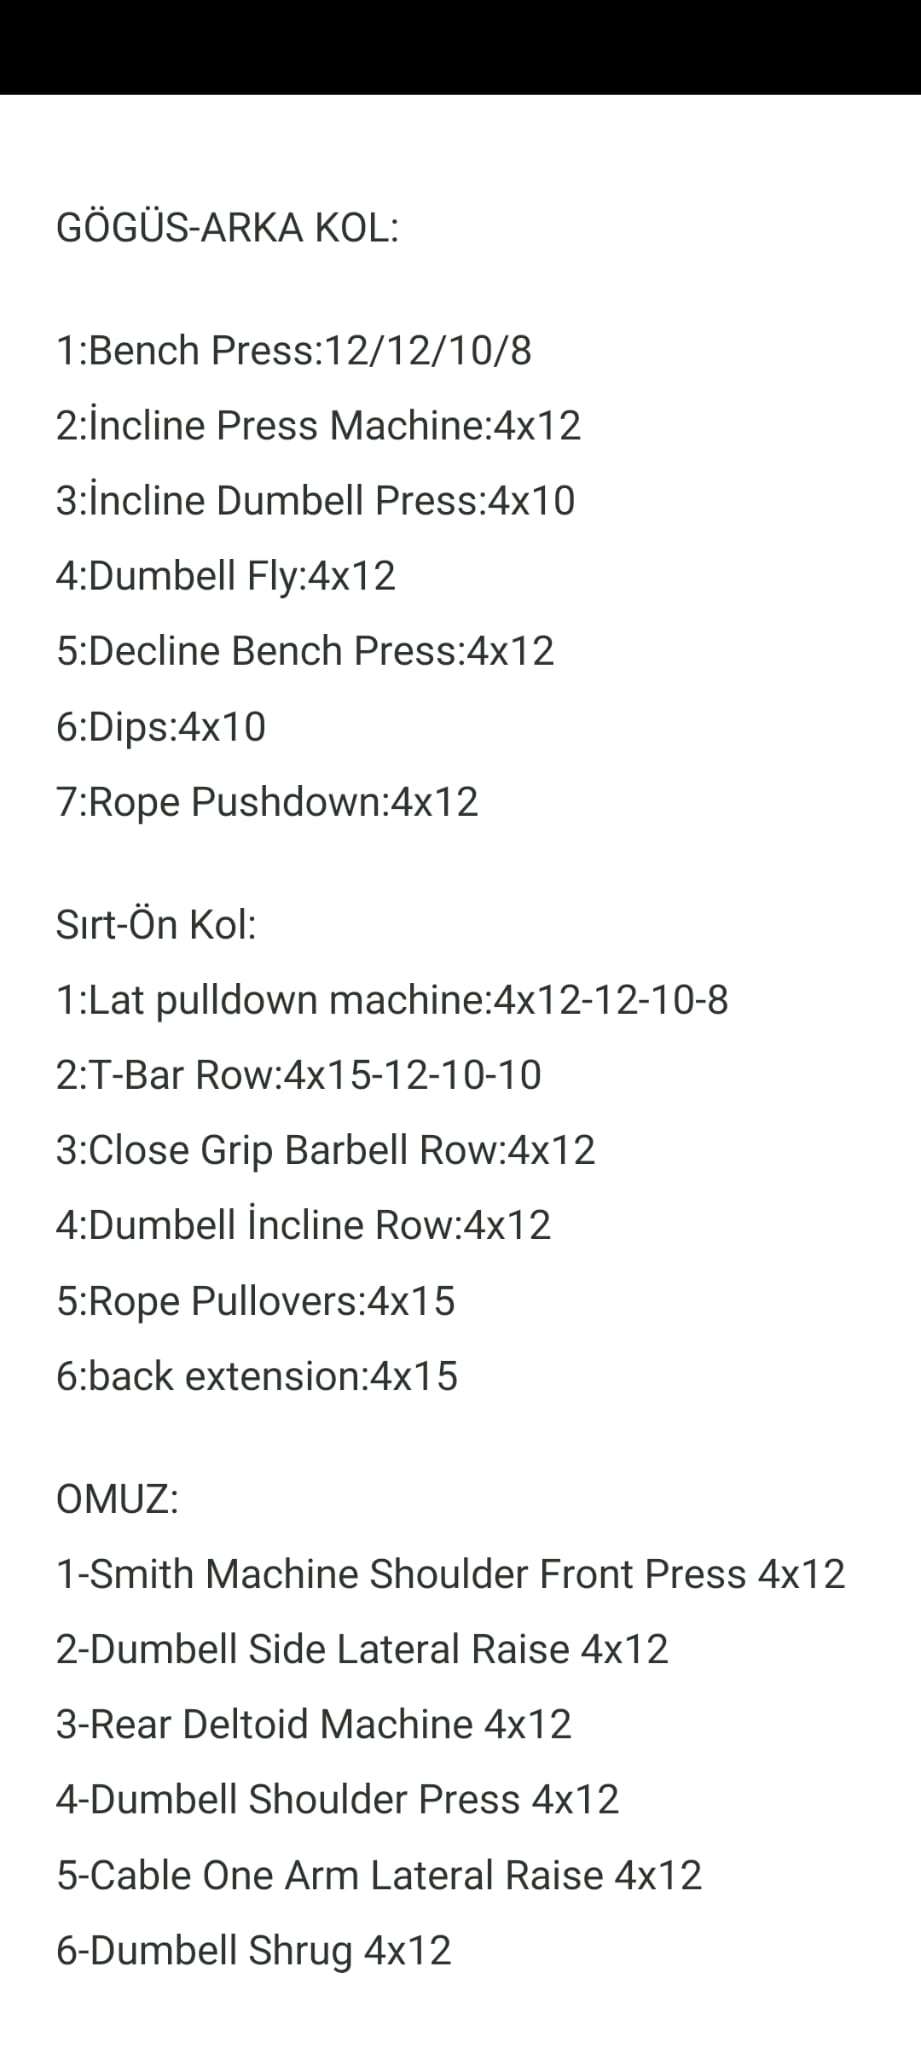 GÖGÜS-ARKA KOL:
1:Bench Press:12/12/10/8
2:İncline Press Machine:4x12
3:İncline Dumbell Press:4x10
4:Dumbell Fly:4x12
5:Decline Bench Press:4x12
6:Dips:4x10
7:Rope Pushdown:4x12
Sırt-Ön Kol:
1:Lat pulldown machine:4x12-12-10-8
2:T-Bar Row:4x15-12-10-10
3:Close Grip Barbell Row:4x12
4:Dumbell İncline Row:4x12
5:Rope Pullovers:4x15
6:back extension:4x15
OMUZ:
1-Smith Machine Shoulder Front Press 4x12
2-Dumbell Side Lateral Raise 4x12
3-Rear Deltoid Machine 4x12
4-Dumbell Shoulder Press 4x12
5-Cable One Arm Lateral Raise 4x12
6-Dumbell Shrug 4x12